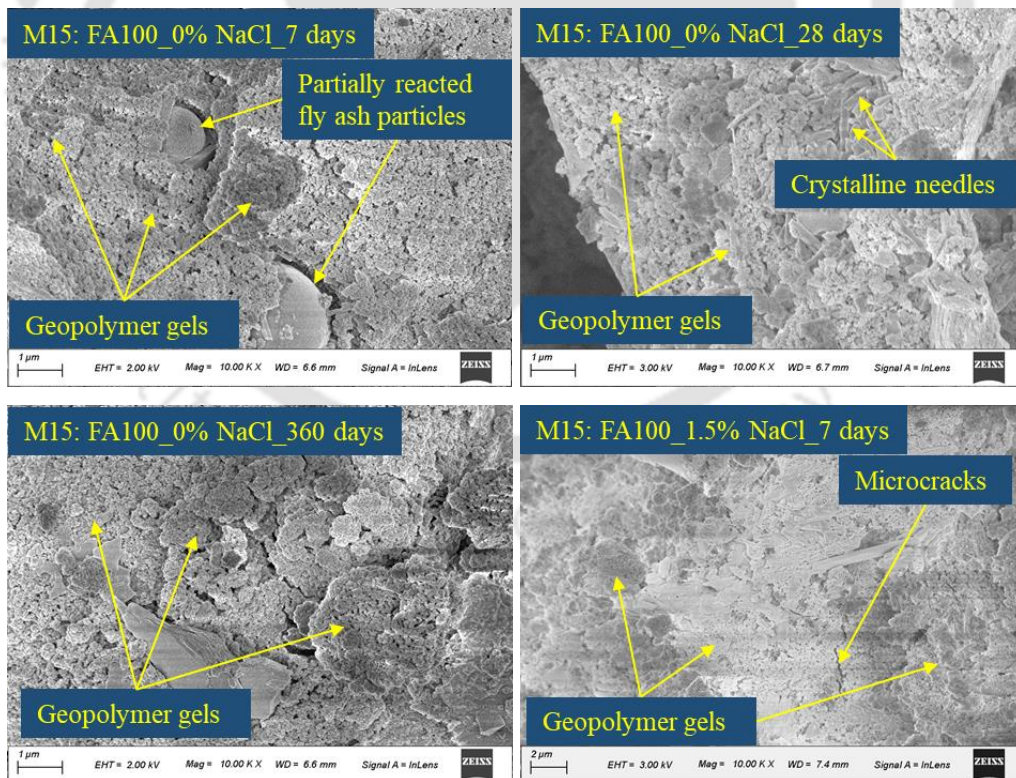 M15: FA100_0% NaCl_7 days
Partially reacted
fly ash particles
Geopolymer gels
1 µm
EHT = 2.00 kV Mag = 10.00 K X WD = 6.6 mm Signal A = InLens
ZEISS
M15: FA100_0% NaCl_28 days
Crystalline needles
Geopolymer gels
1 µm
EHT = 3.00 kV Mag = 10.00 K X WD = 6.7 mm Signal A = InLens
ZEISS
M15: FA100_0% NaCl_360 days
Geopolymer gels
1 µm
EHT = 2.00 kV Mag = 10.00 K X WD = 6.6 mm Signal A = InLens
ZEISS
M15: FA100_1.5% NaCl_7 days
Microcracks
Geopolymer gels
2 µm
EHT = 3.00 kV Mag = 10.00 K X WD = 7.4 mm Signal A = InLens
ZEISS